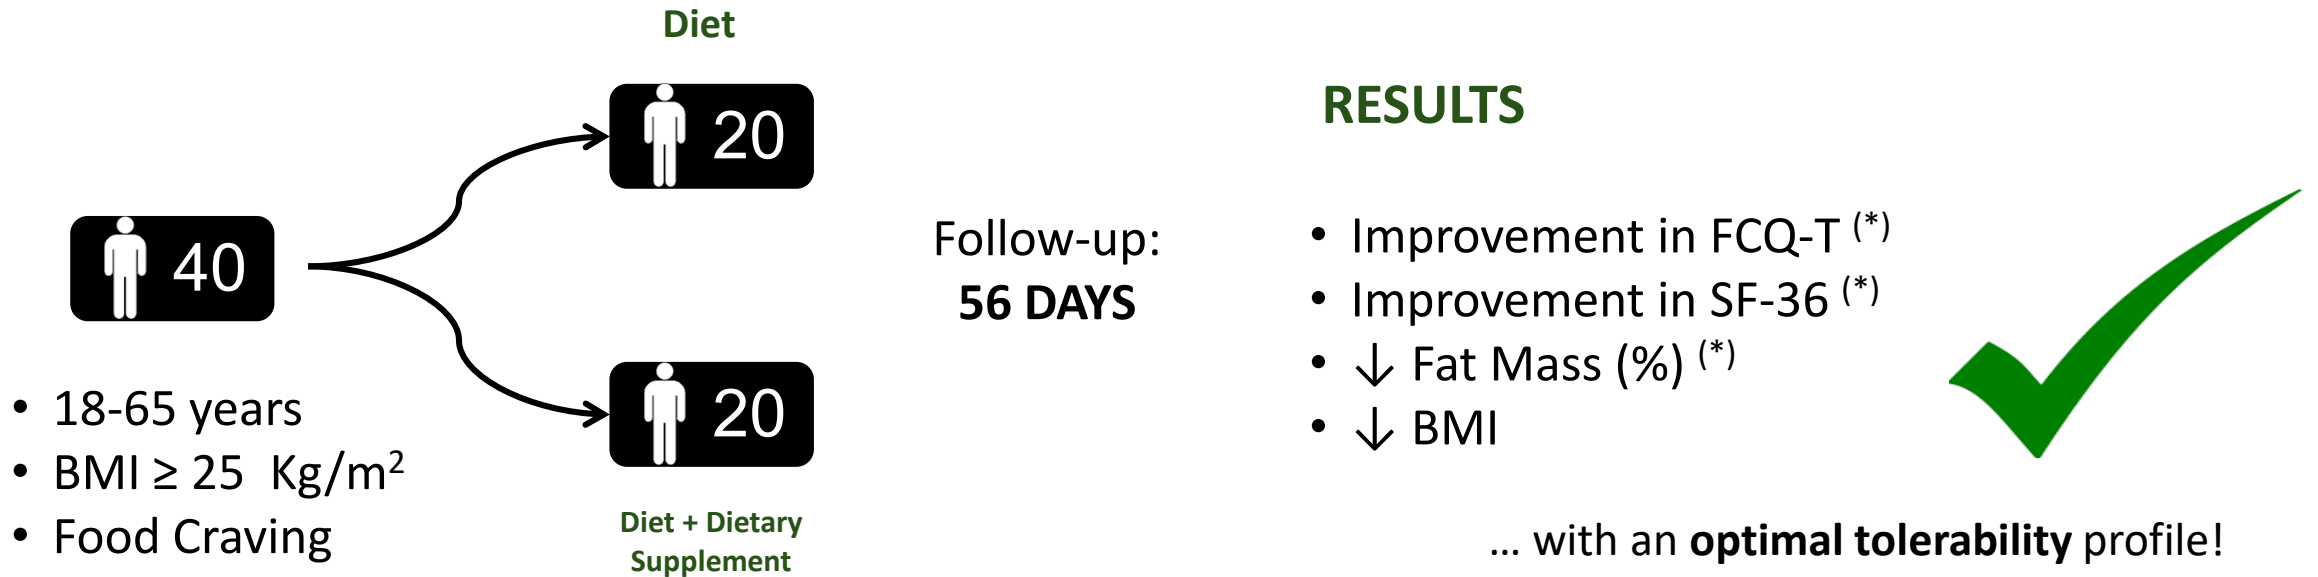 Diet
20
40
• 18-65 years
• BMI ≥ 25 Kg/m²
• Food Craving
20
Diet + Dietary
Supplement
Follow-up:
56 DAYS
RESULTS
• Improvement in FCQ-T (*)
• Improvement in SF-36 (*)
• ↓ Fat Mass (%) (*)
• ↓ BMI
... with an optimal tolerability profile!